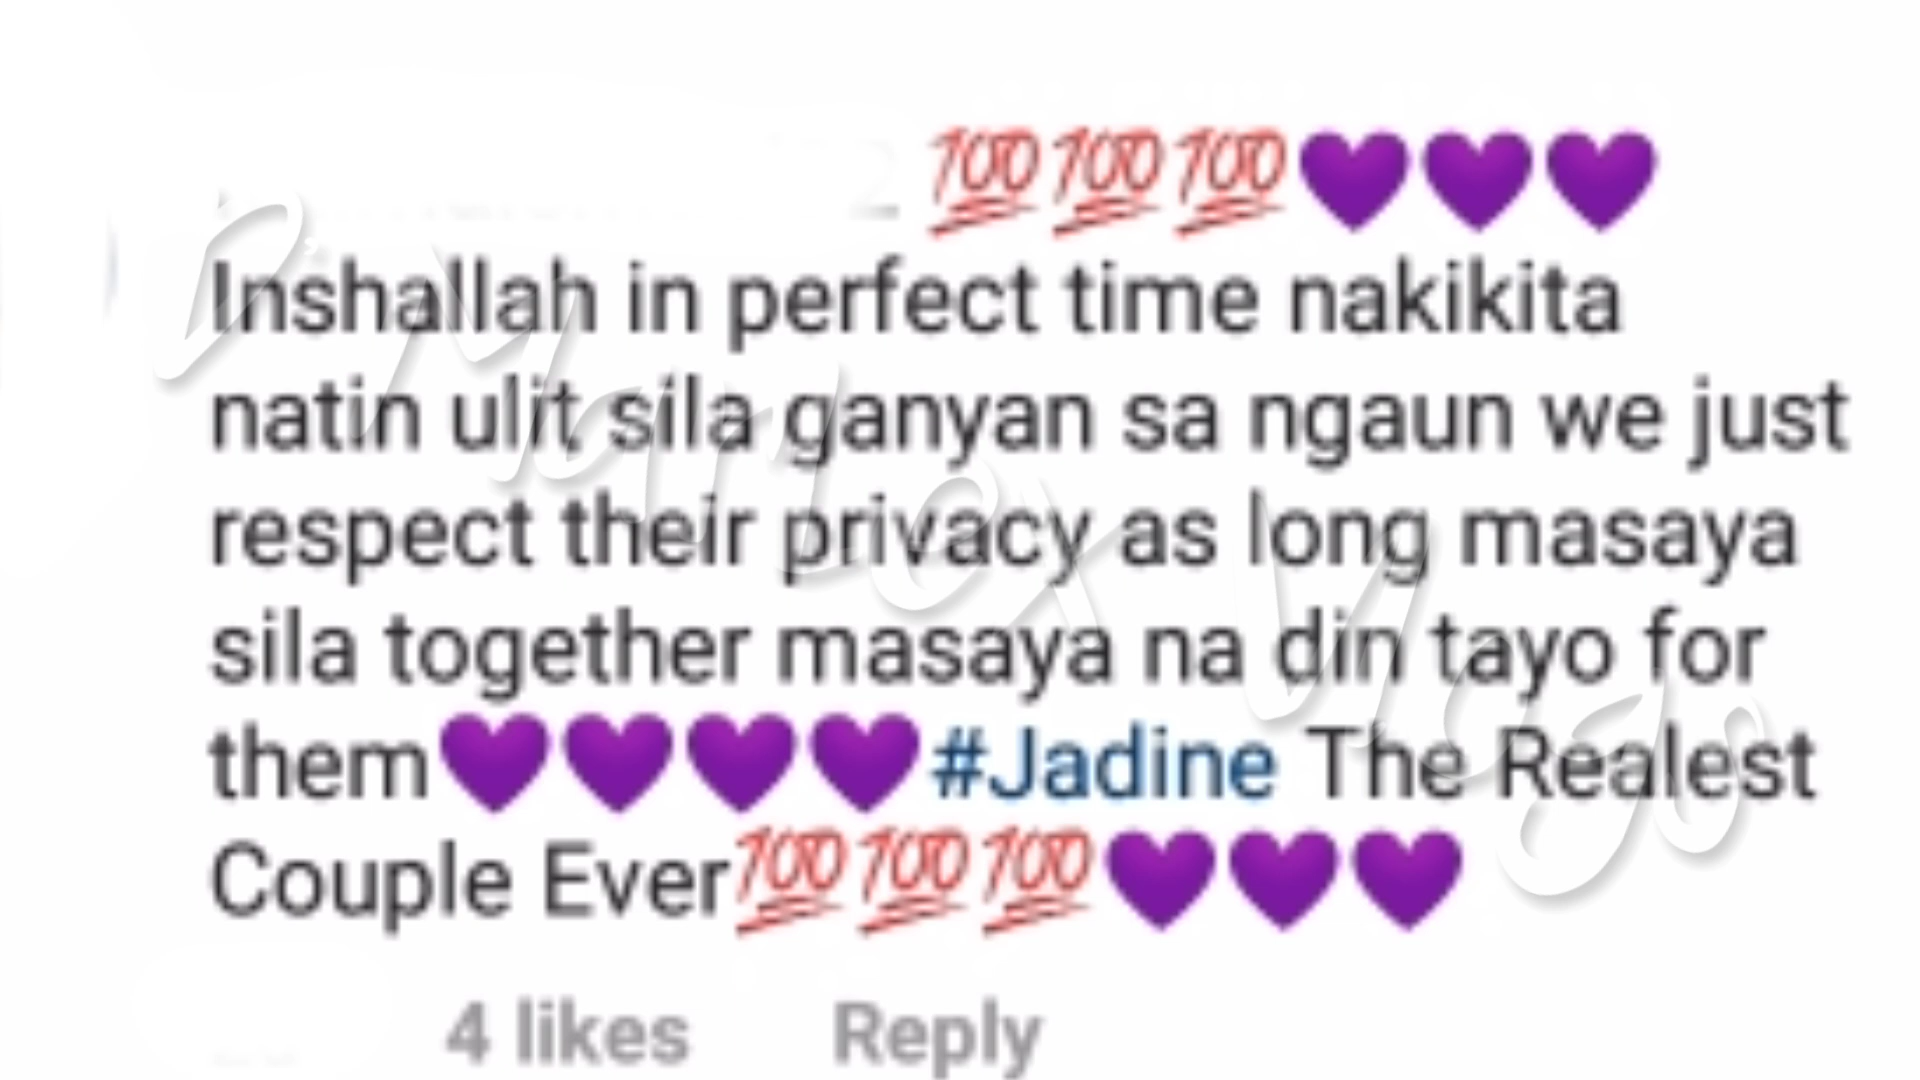 💯💯💯💜💜💜
Inshallah in perfect time nakikita
natin ulit sila ganyan sa ngaun we just
respect their privacy as long masaya
sila together masaya na din tayo for
them💜💜💜💜#Jadine The Realest
Couple Ever💯💯💯💜💜💜
4 likes Reply
Vlogs